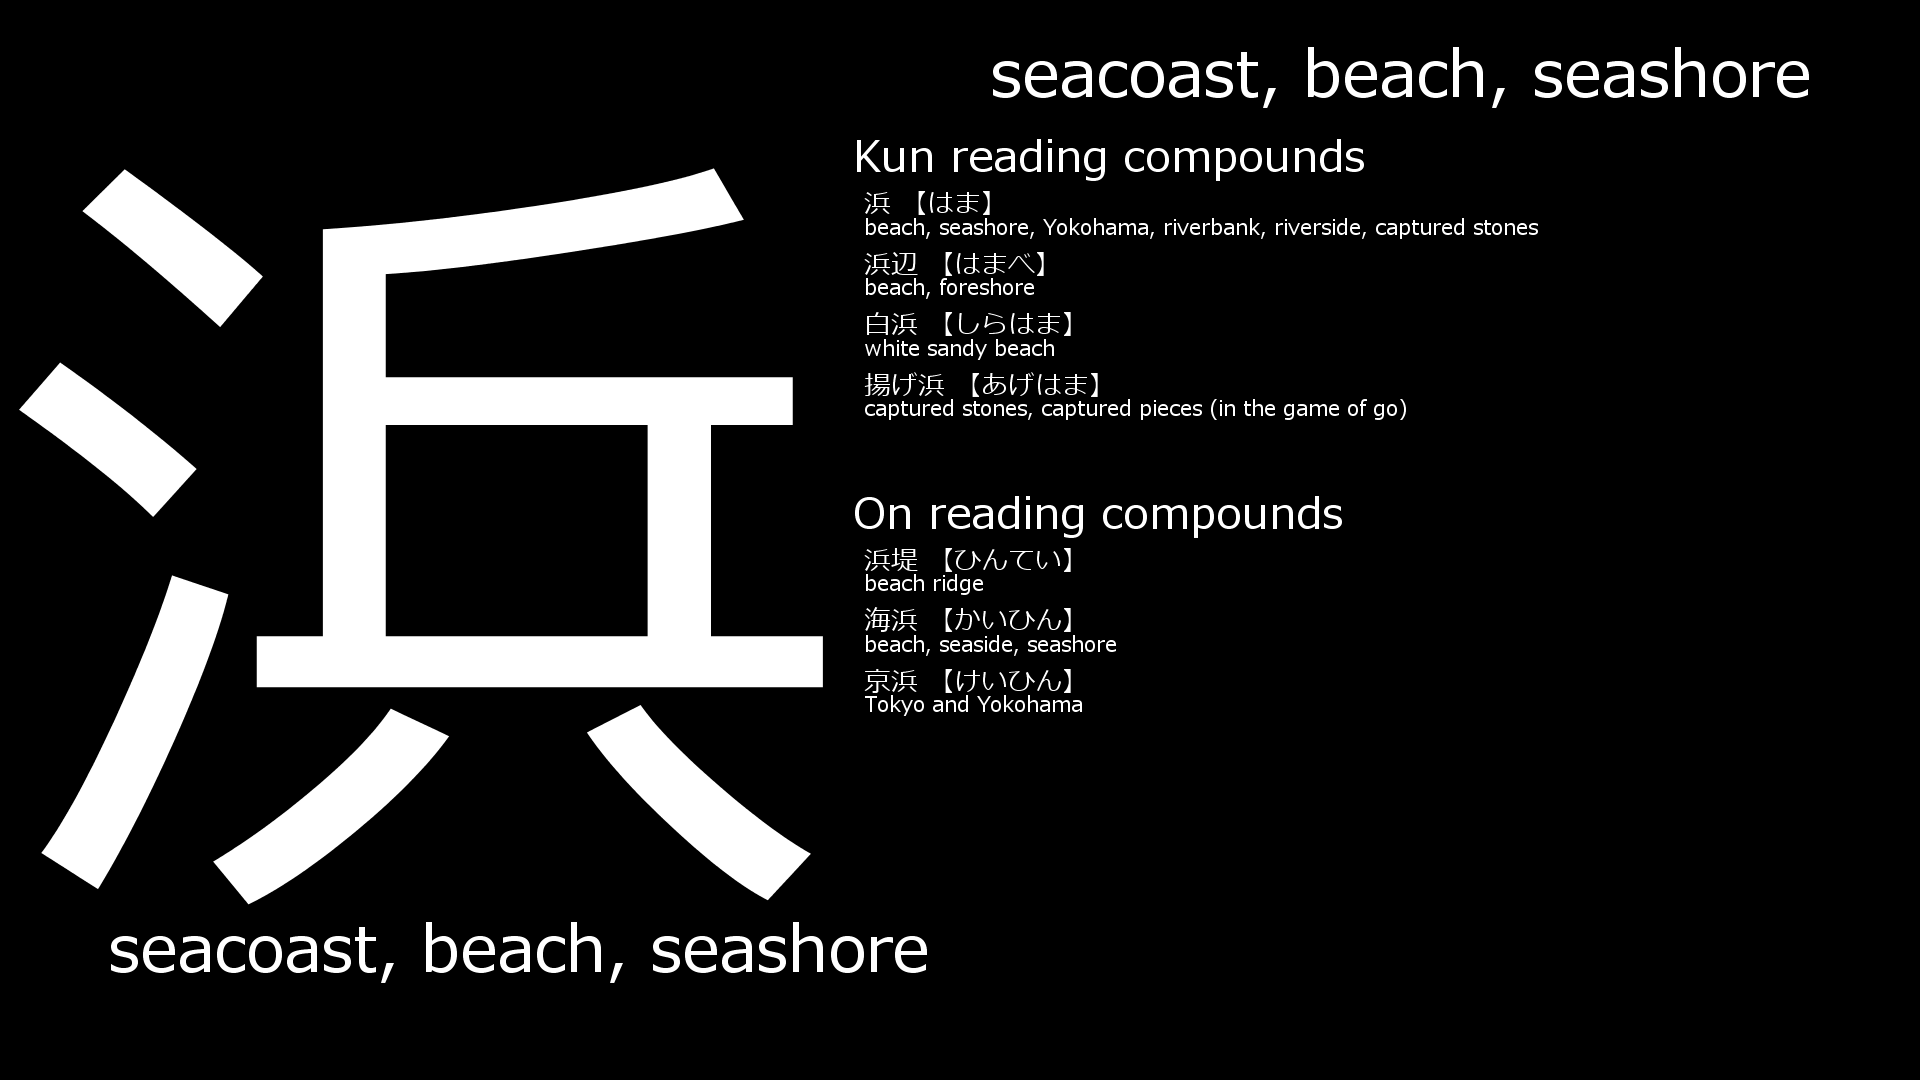 浜
seacoast, beach, seashore
seacoast, beach, seashore
Kun reading compounds
浜 【はま】
beach, seashore, Yokohama, riverbank, riverside, captured stones
浜辺 【はまべ】
beach, foreshore
白浜 【しらはま】
white sandy beach
揚げ浜 【あげはま】
captured stones, captured pieces (in the game of go)
On reading compounds
浜堤 【ひんてい】
beach ridge
海浜 【かいひん】
beach, seaside, seashore
京浜 【けいひん】
Tokyo and Yokohama